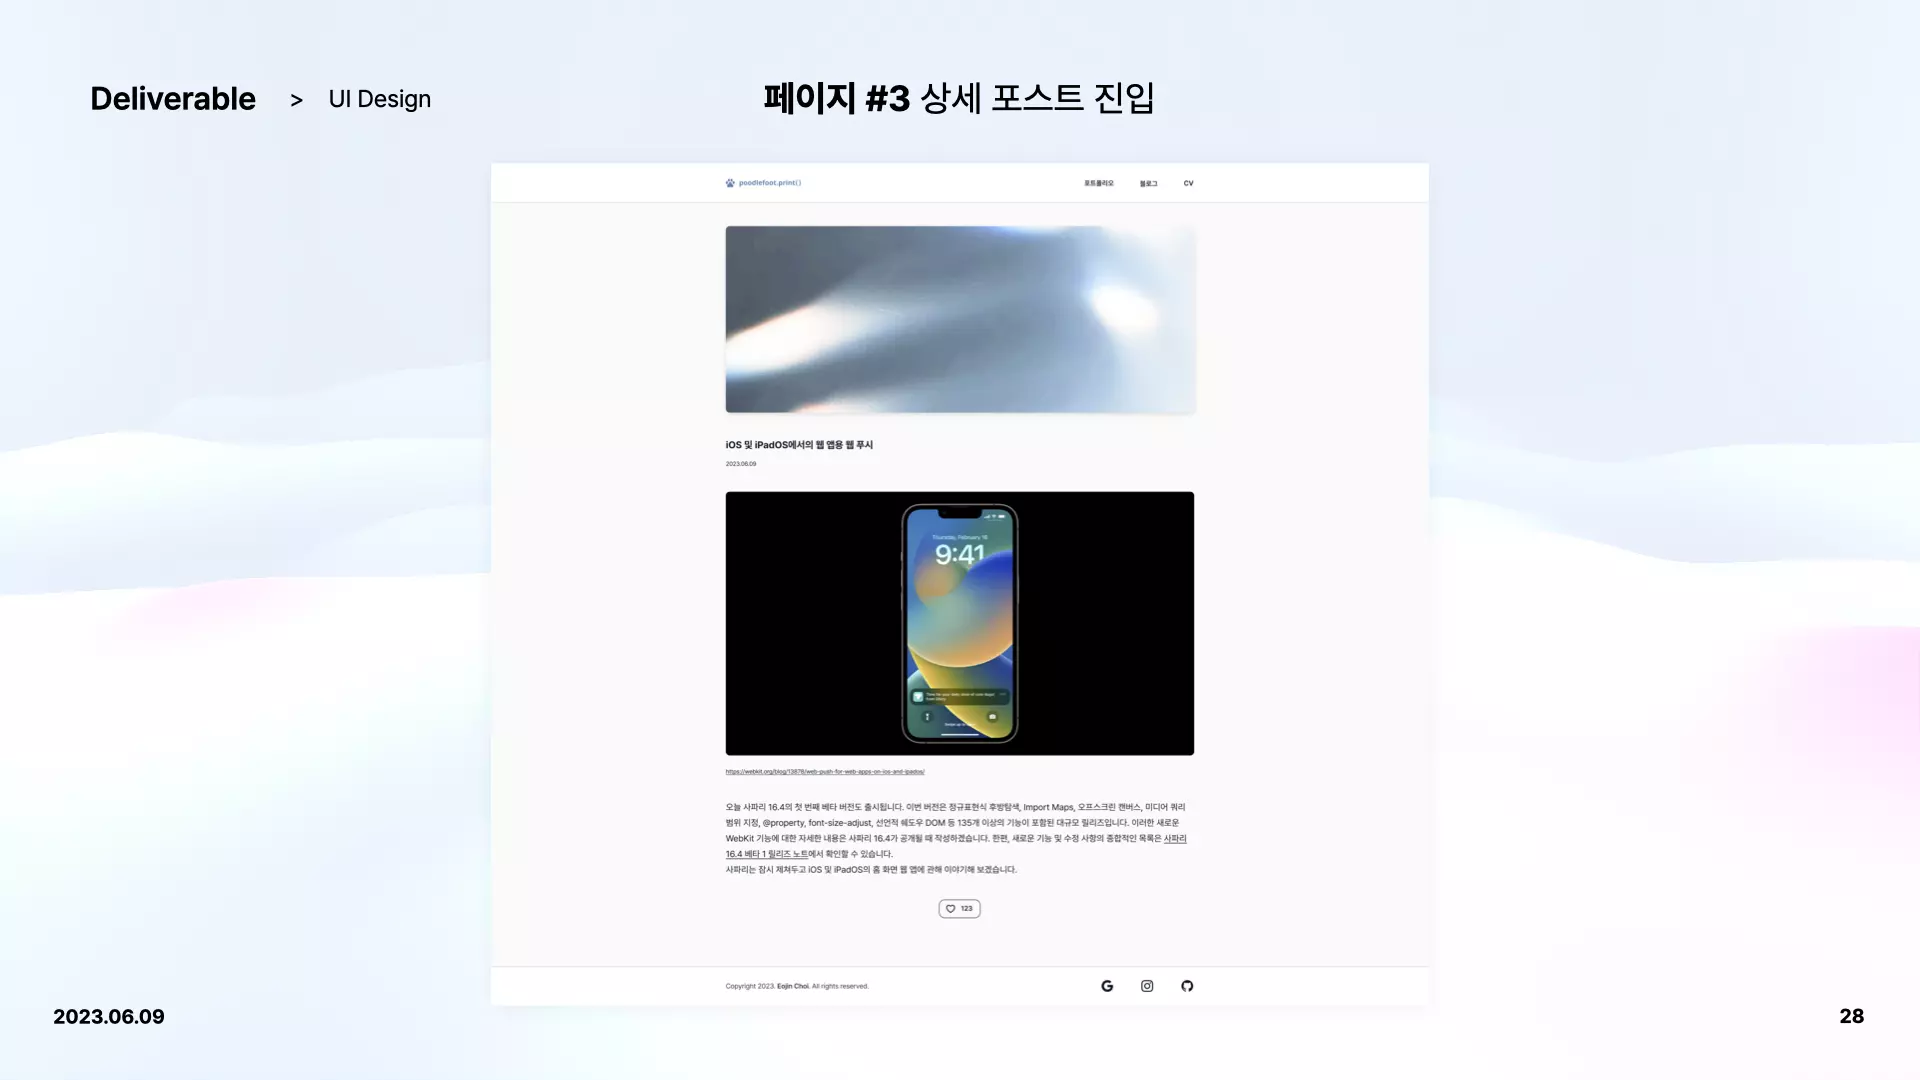 Deliverable > UI Design
페이지 #3 상세 포스트 진입
poodlefoot.print()
포트폴리오 블로그 CV
iOS 및 iPadOS에서의 웹 앱용 웹 푸시
2023.06.09
Thursday, February 16
9:41
https://webkit.org/blog/13878/web-push-for-web-apps-on-ios-and-ipados/
오늘 사파리 16.4의 첫 번째 베타 버전도 출시됩니다. 이번 버전은 정규표현식 후방탐색, Import Maps, 오프스크린 캔버스, 미디어 쿼리
범위 지정, @property, font-size-adjust, 선언적 쉐도우 DOM 등 135개 이상의 기능이 포함된 대규모 릴리즈입니다. 이러한 새로운
WebKit 기능에 대한 자세한 내용은 사파리 16.4가 공개될 때 작성하겠습니다. 한편, 새로운 기능 및 수정 사항의 종합적인 목록은 사파리
16.4 베타 1 릴리즈 노트에서 확인할 수 있습니다.
사파리는 잠시 제쳐두고 iOS 및 iPadOS의 홈 화면 웹 앱에 관해 이야기해 보겠습니다.
123
Copyright 2023. Eojin Choi. All rights reserved.
2023.06.09
28